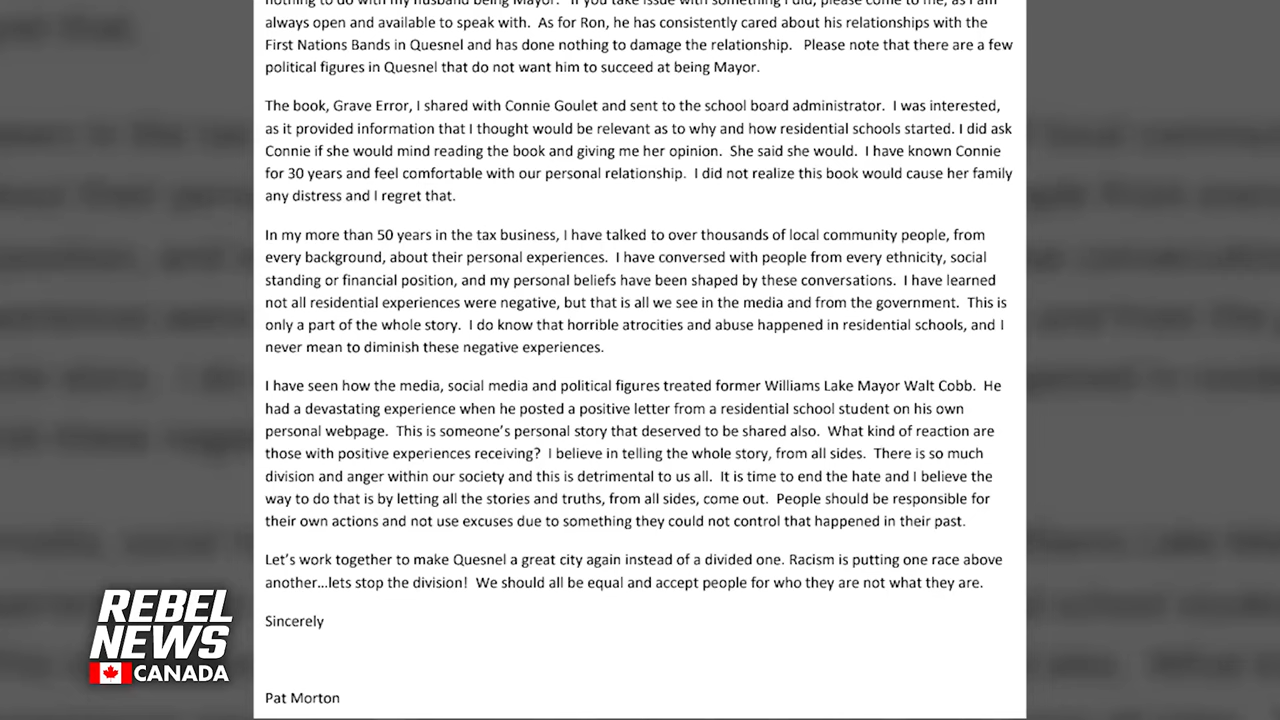 nothing to do with my husband being Mayor. If you take issue with something I did, please come to me, as I am
always open and available to speak with. As for Ron, he has consistently cared about his relationships with the
First Nations Bands in Quesnel and has done nothing to damage the relationship. Please note that there are a few
political figures in Quesnel that do not want him to succeed at being Mayor.
The book, Grave Error, I shared with Connie Goulet and sent to the school board administrator. I was interested,
as it provided information that I thought would be relevant as to why and how residential schools started. I did ask
Connie if she would mind reading the book and giving me her opinion. She said she would. I have known Connie
for 30 years and feel comfortable with our personal relationship. I did not realize this book would cause her family
any distress and I regret that.
In my more than 50 years in the tax business, I have talked to over thousands of local community people, from
every background, about their personal experiences. I have conversed with people from every ethnicity, social
standing or financial position, and my personal beliefs have been shaped by these conversations. I have learned
not all residential experiences were negative, but that is all we see in the media and from the government. This is
only a part of the whole story. I do know that horrible atrocities and abuse happened in residential schools, and I
never mean to diminish these negative experiences.
I have seen how the media, social media and political figures treated former Williams Lake Mayor Walt Cobb. He
had a devastating experience when he posted a positive letter from a residential school student on his own
personal webpage. This is someone's personal story that deserved to be shared also. What kind of reaction are
those with positive experiences receiving? I believe in telling the whole story, from all sides. There is so much
division and anger within our society and this is detrimental to us all. It is time to end the hate and I believe the
way to do that is by letting all the stories and truths, from all sides, come out. People should be responsible for
their own actions and not use excuses due to something they could not control that happened in their past.
Let's work together to make Quesnel a great city again instead of a divided one. Racism is putting one race above
another...lets stop the division! We should all be equal and accept people for who they are not what they are.
Sincerely
Pat Morton
REBEL
NEWS
CANADA